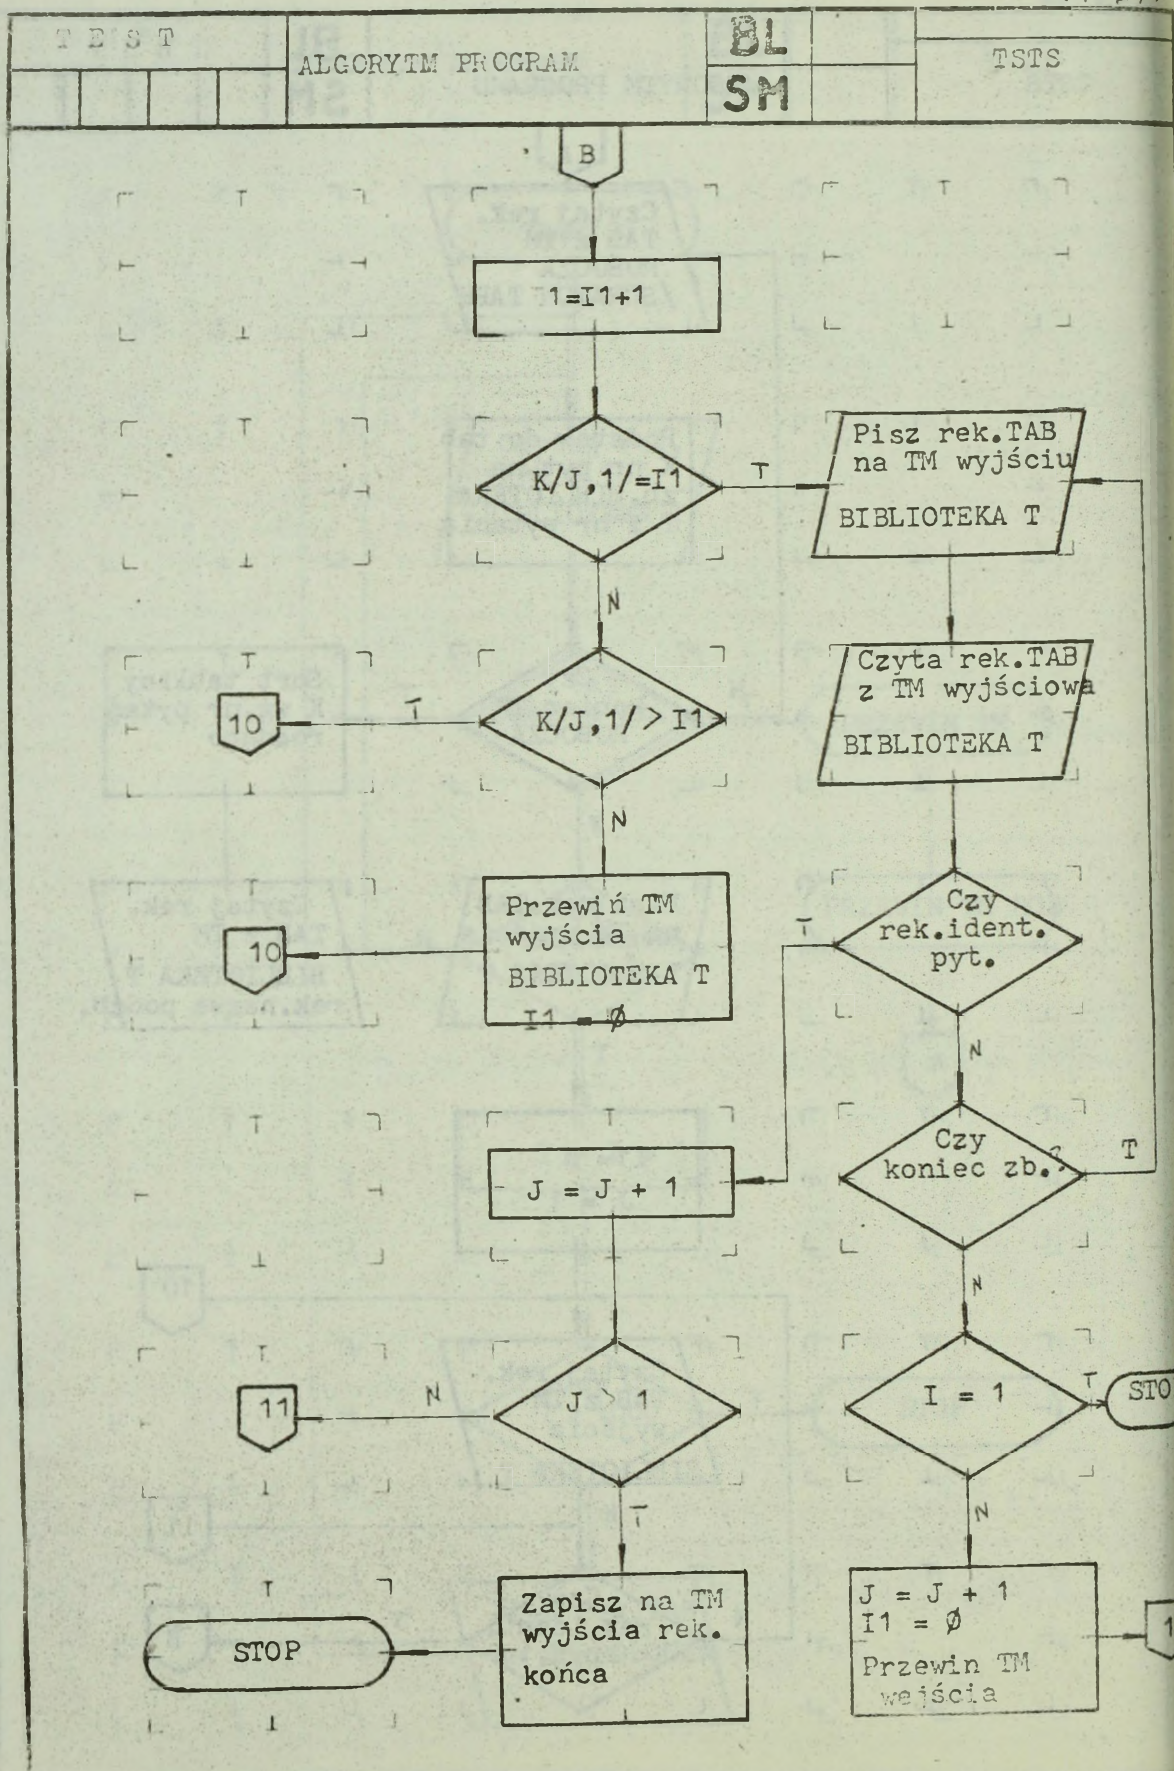 TEST
ALGORYTM PROGRAM
BL
SM
TSTS
B
1=I1+1
K/J,1/=I1
T
Pisz rek.TAB
na TM wyjściu
BIBLIOTEKA T
N
Czyta rek.TAB
z TM wyjściowa
BIBLIOTEKA T
K/J,1/> I1
T
10
N
Przewiń TM
wyjścia
BIBLIOTEKA T
I1 = Ø
10
Czy
rek.ident.
pyt.
T
N
Czy
koniec zb.?
T
J = J + 1
N
J > 1
N
11
I = 1
T
STO
T
N
Zapisz na TM
wyjścia rek.
końca
STOP
J = J + 1
I1 = Ø
Przewin TM
wejścia
1